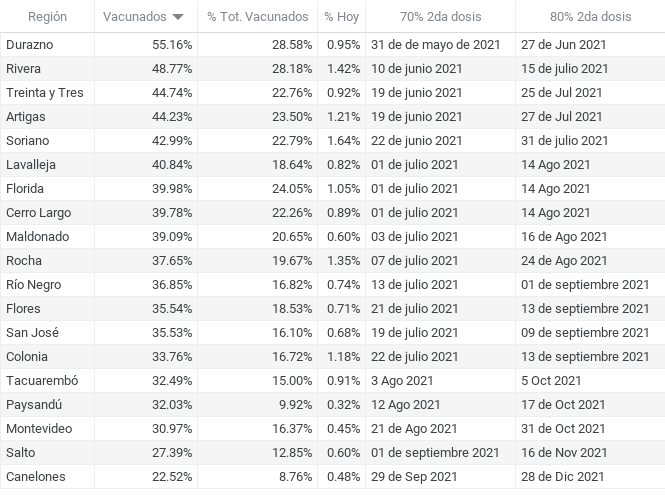 Región Vacunados % Tot. Vacunados % Hoy 70% 2da dosis 80% 2da dosis
Durazno 55.16% 28.58% 0.95% 31 de de mayo de 2021 27 de Jun 2021
Rivera 48.77% 28.18% 1.42% 10 de junio 2021 15 de julio 2021
Treinta y Tres 44.74% 22.76% 0.92% 19 de junio 2021 25 de Jul 2021
Artigas 44.23% 23.50% 1.21% 19 de junio 2021 27 de Jul 2021
Soriano 42.99% 22.79% 1.64% 22 de junio 2021 31 de julio 2021
Lavalleja 40.84% 18.64% 0.82% 01 de julio 2021 14 Ago 2021
Florida 39.98% 24.05% 1.05% 01 de julio 2021 14 de Ago 2021
Cerro Largo 39.78% 22.26% 0.89% 01 de julio 2021 14 de Ago 2021
Maldonado 39.09% 20.65% 0.60% 03 de julio 2021 16 de Ago 2021
Rocha 37.65% 19.67% 1.35% 07 de julio 2021 24 de Ago 2021
Río Negro 36.85% 16.82% 0.74% 13 de julio 2021 01 de septiembre 2021
Flores 35.54% 18.53% 0.71% 21 de julio 2021 13 de septiembre 2021
San José 35.53% 16.10% 0.68% 19 de julio 2021 09 de septiembre 2021
Colonia 33.76% 16.72% 1.18% 22 de julio 2021 13 de septiembre 2021
Tacuarembó 32.49% 15.00% 0.91% 3 Ago 2021 5 Oct 2021
Paysandú 32.03% 9.92% 0.32% 12 Ago 2021 17 de Oct 2021
Montevideo 30.97% 16.37% 0.45% 21 de Ago 2021 31 de Oct 2021
Salto 27.39% 12.85% 0.60% 01 de septiembre 2021 16 de Nov 2021
Canelones 22.52% 8.76% 0.48% 29 de Sep 2021 28 de Dic 2021